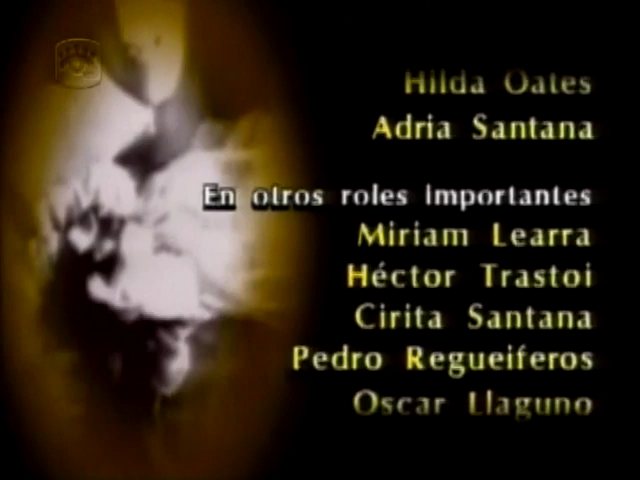 Hilda Oates
Adria Santana
En otros roles importantes
Miriam Learra
Héctor Trastoi
Cirita Santana
Pedro Regueiferos
Oscar Llaguno